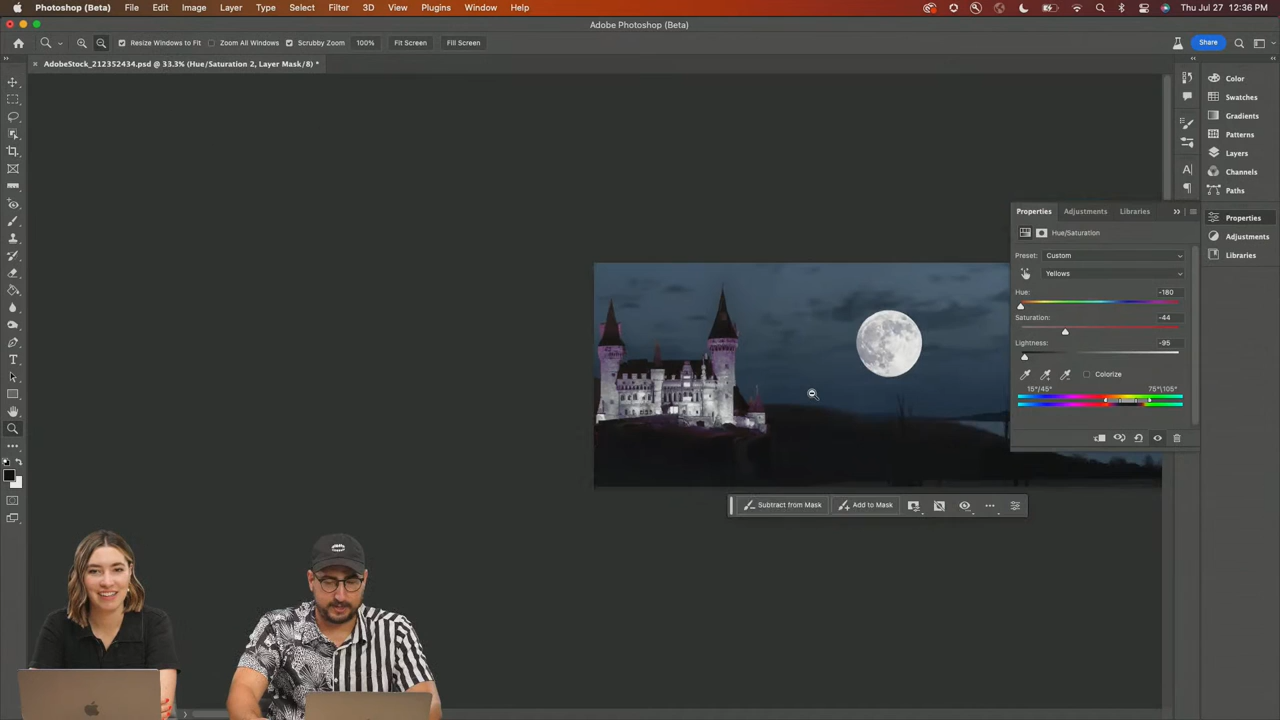 Photoshop (Beta) File Edit Image Layer Type Select Filter 3D View Plugins Window Help Thu Jul 27 12:36 PM
Adobe Photoshop (Beta)
Resize Windows to Fit Zoom All Windows Scrubby Zoom 100% Fit Screen Fill Screen Share
AdobeStock_212352434.psd @ 33.3% (Hue/Saturation 2, Layer Mask/8) *
Color
Swatches
Gradients
Patterns
Layers
Channels
Paths
Properties
Adjustments
Libraries
Properties Adjustments Libraries
Hue/Saturation
Preset: Custom
Yellows
Hue: -180
Saturation: -44
Lightness: -95
Colorize
15°/45° 75°\105°
Subtract from Mask Add to Mask